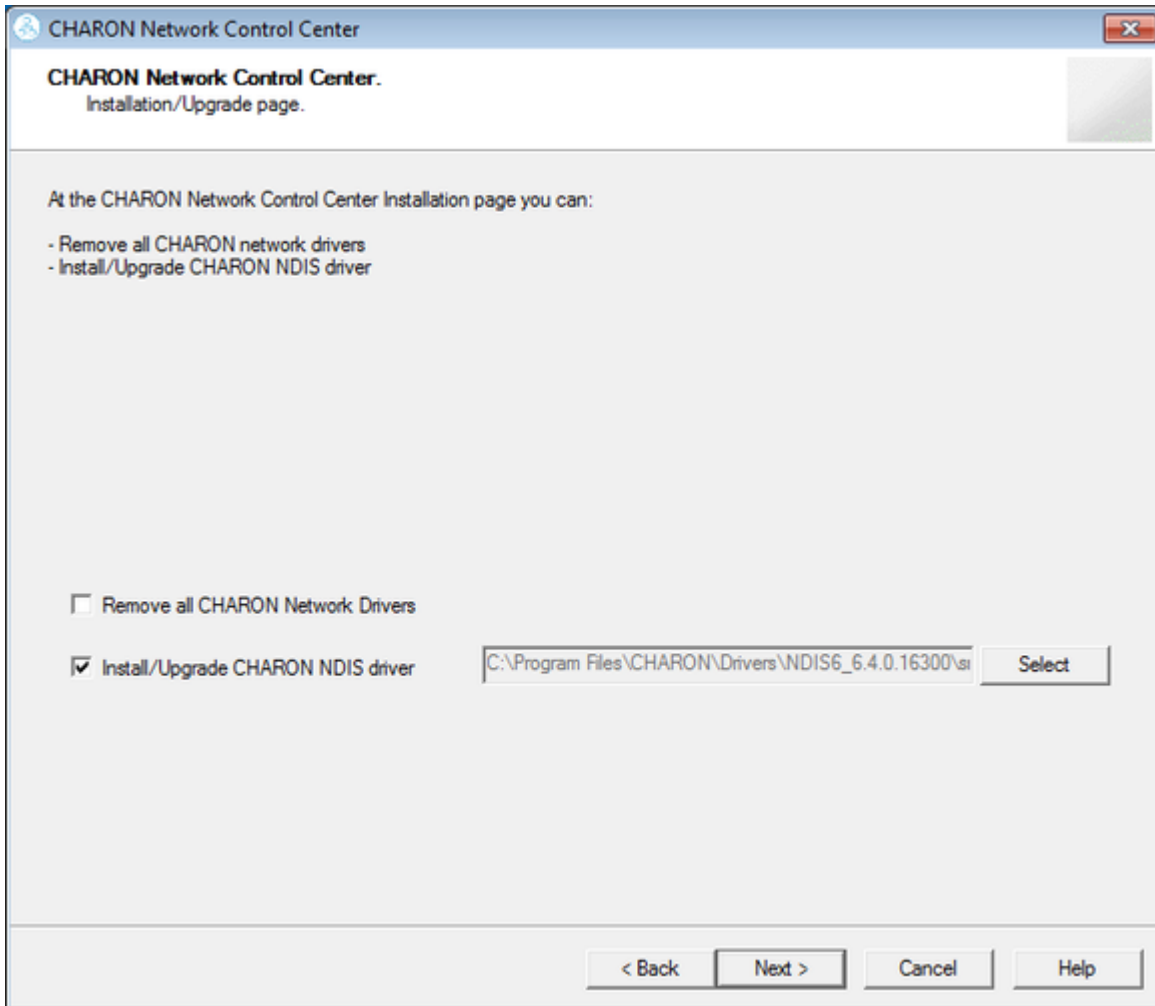 CHARON Network Control Center
CHARON Network Control Center.
Installation/Upgrade page.
At the CHARON Network Control Center Installation page you can:
- Remove all CHARON network drivers
- Install/Upgrade CHARON NDIS driver
Remove all CHARON Network Drivers
Install/Upgrade CHARON NDIS driver C:\Program Files\CHARON\Drivers\NDIS6_6.4.0.16300\ Select
< Back Next > Cancel Help